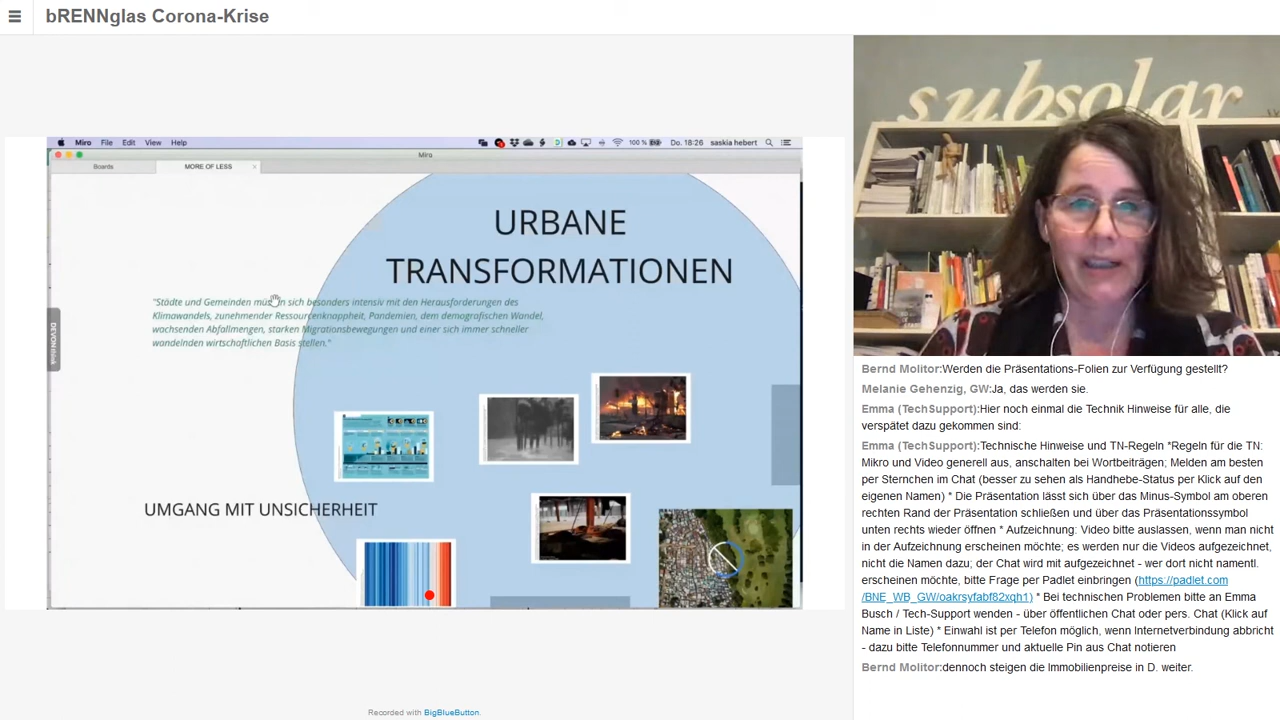 bRENNglas Corona-Krise
subsolar
Miro File Edit View Help
100 % Do. 18:26 saskia hebert
Miro
Boards
MORE OF LESS
URBANE
TRANSFORMATIONEN
"Städte und Gemeinden müssen sich besonders intensiv mit den Herausforderungen des
Klimawandels, zunehmender Ressourcenknappheit, Pandemien, dem demografischen Wandel,
wachsenden Abfallmengen, starken Migrationsbewegungen und einer sich immer schneller
wandelnden wirtschaftlichen Basis stellen."
UMGANG MIT UNSICHERHEIT
Bernd Molitor:Werden die Präsentations-Folien zur Verfügung gestellt?
Melanie Gehenzig, GW:Ja, das werden sie.
Emma (TechSupport):Hier noch einmal die Technik Hinweise für alle, die
verspätet dazu gekommen sind:
Emma (TechSupport):Technische Hinweise und TN-Regeln *Regeln für die TN:
Mikro und Video generell aus, anschalten bei Wortbeiträgen; Melden am besten
per Sternchen im Chat (besser zu sehen als Handhebe-Status per Klick auf den
eigenen Namen) * Die Präsentation lässt sich über das Minus-Symbol am oberen
rechten Rand der Präsentation schließen und über das Präsentationssymbol
unten rechts wieder öffnen * Aufzeichnung: Video bitte auslassen, wenn man nicht
in der Aufzeichnung erscheinen möchte; es werden nur die Videos aufgezeichnet,
nicht die Namen dazu; der Chat wird mit aufgezeichnet - wer dort nicht namentl.
erscheinen möchte, bitte Frage per Padlet einbringen (https://padlet.com
/BNE_WB_GW/oakrsyfabf82xqh1) * Bei technischen Problemen bitte an Emma
Busch / Tech-Support wenden - über öffentlichen Chat oder pers. Chat (Klick auf
Name in Liste) * Einwahl ist per Telefon möglich, wenn Internetverbindung abbricht
- dazu bitte Telefonnummer und aktuelle Pin aus Chat notieren
Bernd Molitor:dennoch steigen die Immobilienpreise in D. weiter.
Recorded with BigBlueButton.